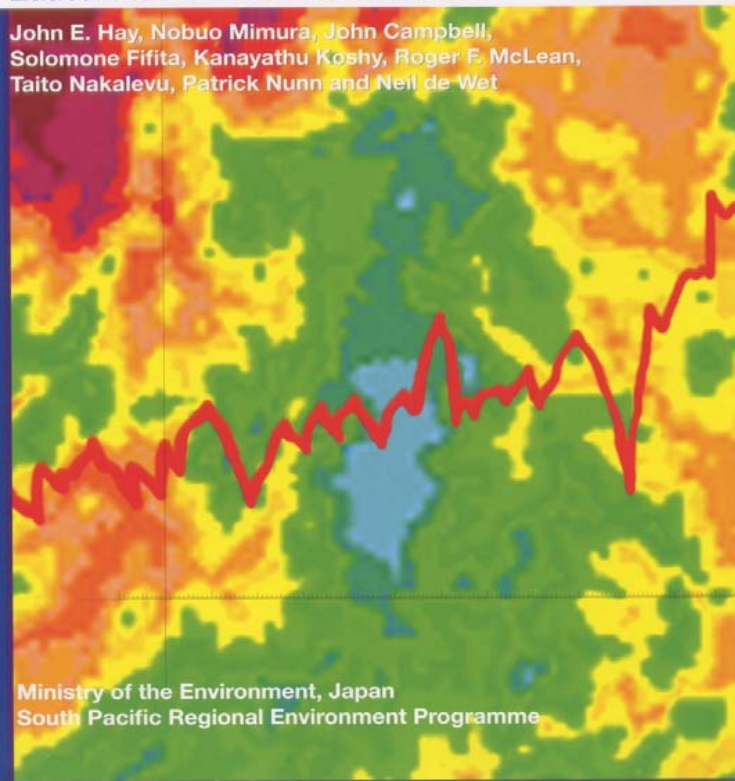 John E. Hay, Nobuo Mimura, John Campbell,
Solomone Fifita, Kanayathu Koshy, Roger F. McLean,
Taito Nakalevu, Patrick Nunn and Neil de Wet
Ministry of the Environment, Japan
South Pacific Regional Environment Programme